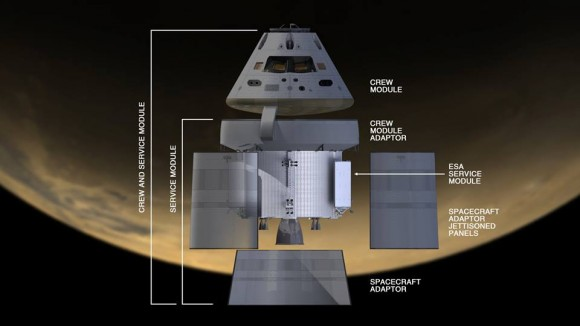 CREW
MODULE
CREW
MODULE
ADAPTOR
ESA
SERVICE
MODULE
SPACECRAFT
ADAPTOR
JETTISONED
PANELS
SPACECRAFT
ADAPTOR
CREW AND SERVICE MODULE
SERVICE MODULE